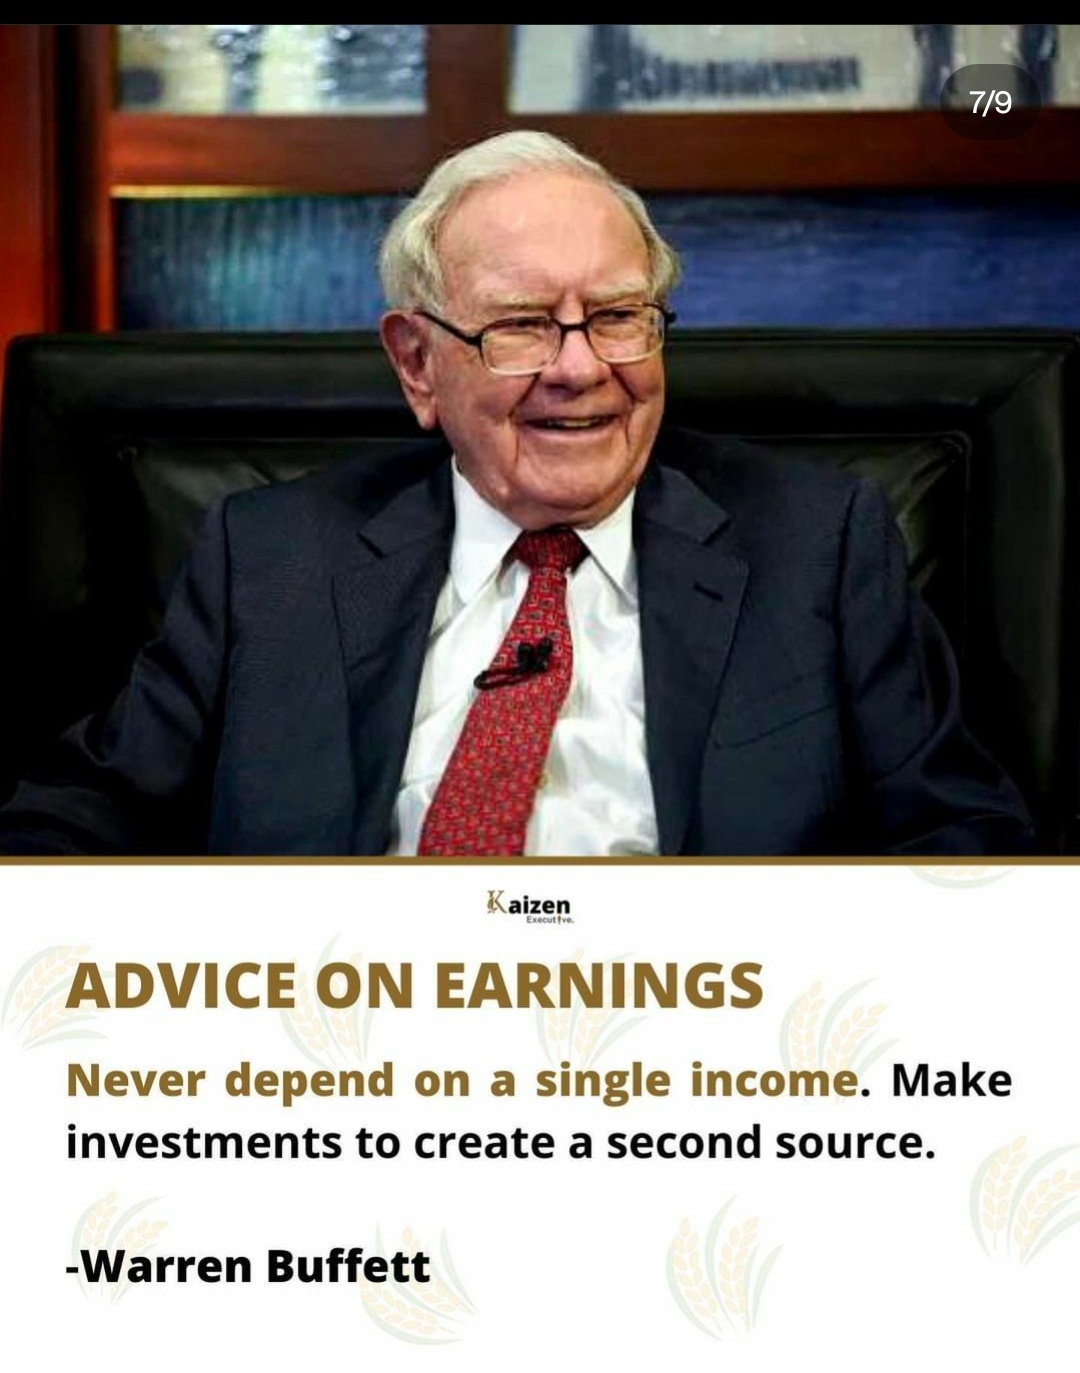 7/9
Kaizen
Executive.
ADVICE ON EARNINGS
Never depend on a single income. Make
investments to create a second source.
-Warren Buffett